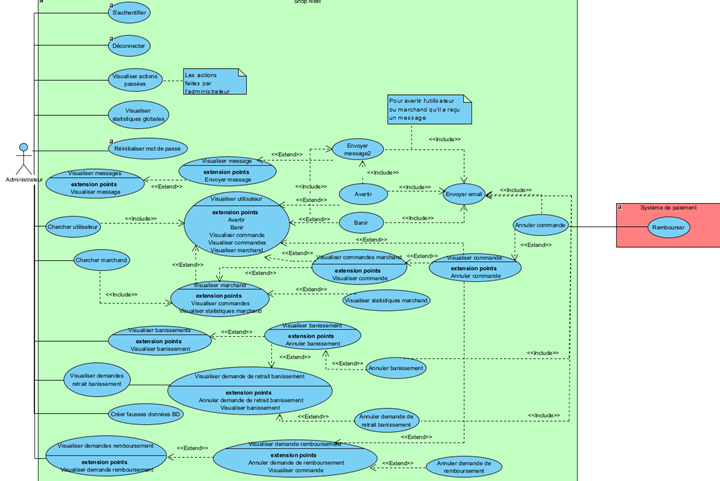 Shop Next
a
a
S'authentifier
a
Déconnecter
Visualiser actions
passées
Les actions
faites par
l'administrateur
Visualiser
statistiques globales
a
Réinitialiser mot de passe
Administrateur
Pour avertir l'utilisateur
ou marchand qu'il a reçu
un message
<<Include>>
Envoyer
message2
<<Extend>>
Visualiser message
extension points
Envoyer message
Visualiser messages
extension points
Visualiser message
<<Extend>>
<<Include>>
<<Include>>
Avertir
<<Include>>
Envoyer email
<<Include>>
<<Extend>>
Visualiser utilisateur
extension points
Avertir
Banir
Visualiser commande
Visualiser commandes
Visualiser marchand
<<Extend>>
Banir
<<Include>>
Annuler commande
Chercher utilisateur
<<Include>>
Système de paiement
a
Rembourser
<<Extend>>
<<Extend>>
<<Extend>>
Chercher marchand
<<Include>>
<<Extend>>
Visualiser commandes marchand
extension points
Visualiser commande
<<Extend>>
Visualiser commande
extension points
Annuler commande
<<Extend>>
Visualiser marchand
extension points
Visualiser commandes
Visualiser statistiques marchand
<<Extend>>
Visualiser statistiques marchand
Visualiser banissements
extension points
Visualiser banissement
<<Extend>>
Visualiser banissement
extension points
Annuler banissement
<<Extend>>
<<Extend>>
Annuler banissement
<<Include>>
Visualiser demandes
retrait banissement
Visualiser demande de retrait banissement
extension points
Annuler demande de retrait banissement
Visualiser banissement
<<Extend>>
Annuler demande de
retrait banissement
<<Include>>
Créer fausses données BD
<<Extend>>
Visualiser demandes remboursement
extension points
Visualiser demande remboursement
<<Extend>>
Visualiser demande remboursement
extension points
Annuler demande de remboursement
Visualiser commande
<<Extend>>
Annuler demande de
remboursement